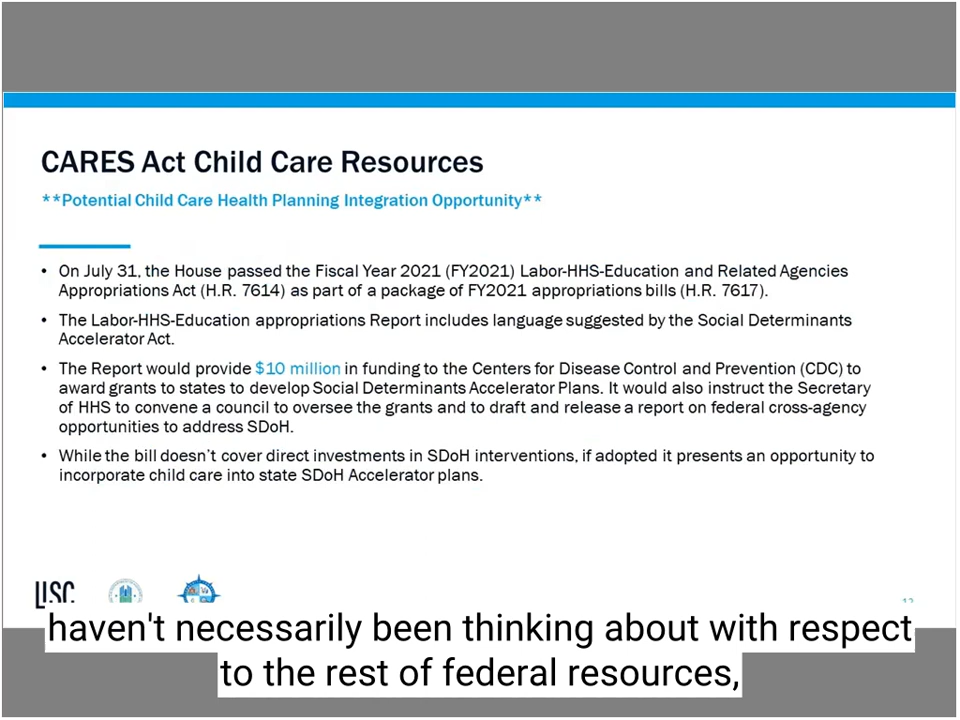 CARES Act Child Care Resources
**Potential Child Care Health Planning Integration Opportunity**
• On July 31, the House passed the Fiscal Year 2021 (FY2021) Labor-HHS-Education and Related Agencies
Appropriations Act (H.R. 7614) as part of a package of FY2021 appropriations bills (H.R. 7617).
• The Labor-HHS-Education appropriations Report includes language suggested by the Social Determinants
Accelerator Act.
• The Report would provide $10 million in funding to the Centers for Disease Control and Prevention (CDC) to
award grants to states to develop Social Determinants Accelerator Plans. It would also instruct the Secretary
of HHS to convene a council to oversee the grants and to draft and release a report on federal cross-agency
opportunities to address SDoH.
• While the bill doesn't cover direct investments in SDoH interventions, if adopted it presents an opportunity to
incorporate child care into state SDoH Accelerator plans.
LISC
haven't necessarily been thinking about with respect
to the rest of federal resources,